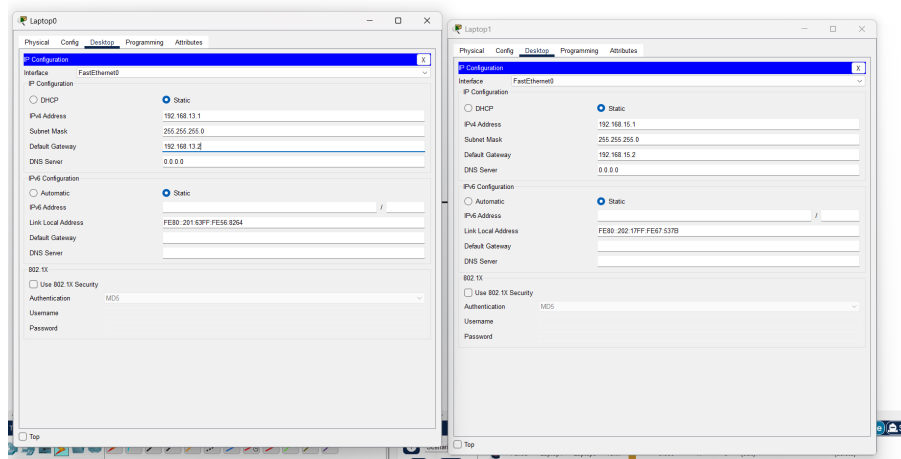 Laptop0
Physical Config Desktop Programming Attributes
IP Configuration X
Interface FastEthernet0
IP Configuration
DHCP Static
IPv4 Address 192.168.13.1
Subnet Mask 255.255.255.0
Default Gateway 192.168.13.2
DNS Server 0.0.0.0
IPv6 Configuration
Automatic Static
IPv6 Address /
Link Local Address FE80::201:63FF:FE56:8264
Default Gateway
DNS Server
802.1X
Use 802.1X Security
Authentication MD5
Username
Password
Top
Laptop1
Physical Config Desktop Programming Attributes
IP Configuration X
Interface FastEthernet0
IP Configuration
DHCP Static
IPv4 Address 192.168.15.1
Subnet Mask 255.255.255.0
Default Gateway 192.168.15.2
DNS Server 0.0.0.0
IPv6 Configuration
Automatic Static
IPv6 Address /
Link Local Address FE80::202:17FF:FE67:537B
Default Gateway
DNS Server
802.1X
Use 802.1X Security
Authentication MD5
Username
Password
Top